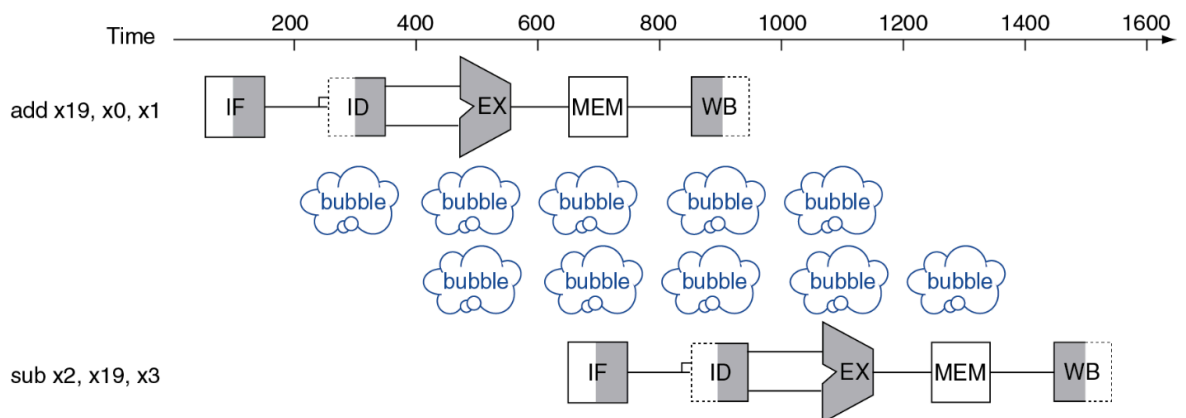 Time 200 400 600 800 1000 1200 1400 1600
add x19, x0, x1 IF ID EX MEM WB
bubble bubble bubble bubble bubble
bubble bubble bubble bubble bubble
sub x2, x19, x3 IF ID EX MEM WB